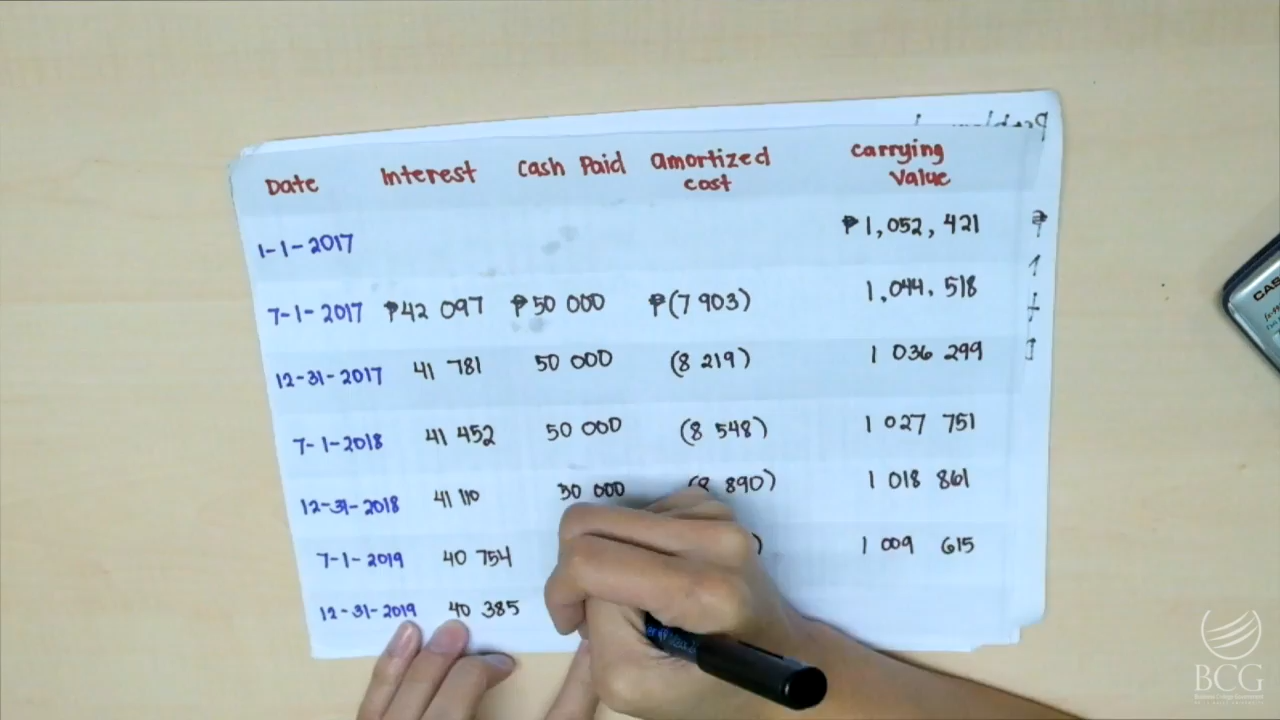 Date Interest Cash Paid amortized cost Carrying Value
1-1-2017 ₱1,052,421
7-1-2017 ₱42 097 ₱50 000 ₱(7 903) 1,044,518
12-31-2017 41 781 50 000 (8 219) 1 036 299
7-1-2018 41 452 50 000 (8 548) 1 027 751
12-31-2018 41 110 50 000 (8 890) 1 018 861
7-1-2019 40 754 ) 1 009 615
12-31-2019 40 385
CAS
BCG